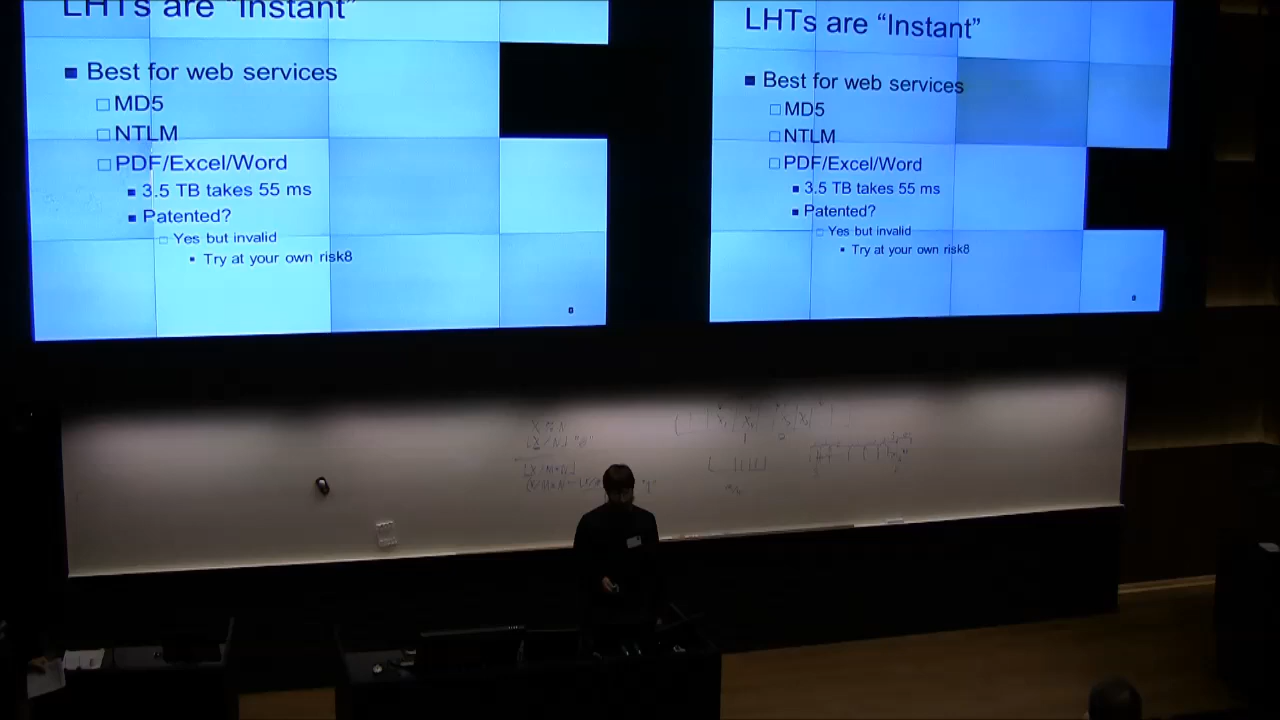 LHTs are “Instant”
Best for web services
MD5
NTLM
PDF/Excel/Word
3.5 TB takes 55 ms
Patented?
Yes but invalid
Try at your own risk8
LHTs are “Instant”
Best for web services
MD5
NTLM
PDF/Excel/Word
3.5 TB takes 55 ms
Patented?
Yes but invalid
Try at your own risk8